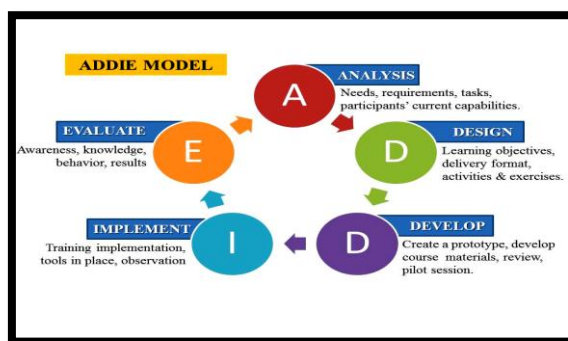 ADDIE MODEL
A
ANALYSIS
Needs, requirements, tasks,
participants' current capabilities.
D
DESIGN
Learning objectives,
delivery format,
activities & exercises.
D
DEVELOP
Create a prototype, develop
course materials, review,
pilot session.
I
IMPLEMENT
Training implementation,
tools in place, observation
E
EVALUATE
Awareness, knowledge,
behavior, results